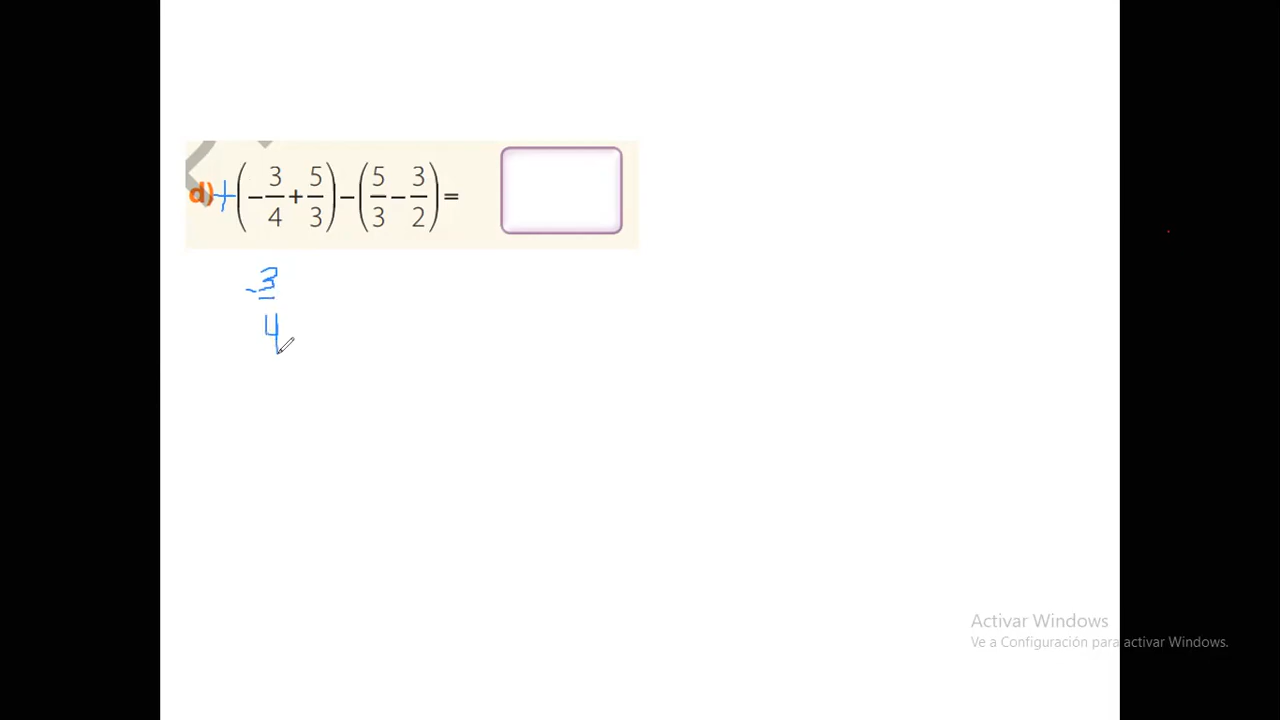 d) + (-3/4 + 5/3) - (5/3 - 3/2) =
-3/4
Activar Windows
Ve a Configuración para activar Windows.